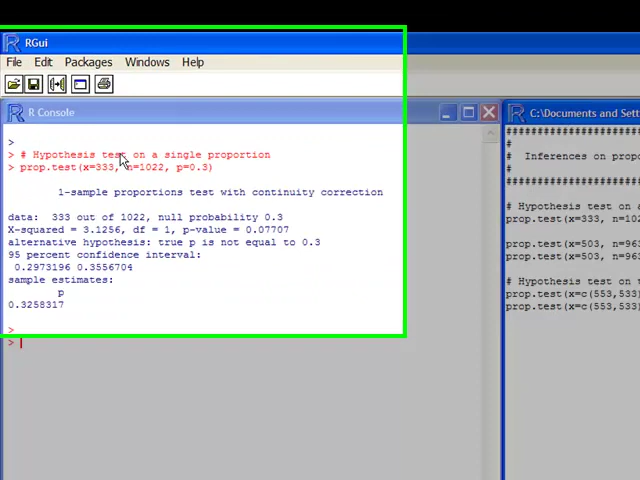 RGui
File Edit Packages Windows Help
R Console
>
> # Hypothesis test on a single proportion
> prop.test(x=333, n=1022, p=0.3)
1-sample proportions test with continuity correction
data: 333 out of 1022, null probability 0.3
X-squared = 3.1256, df = 1, p-value = 0.07707
alternative hypothesis: true p is not equal to 0.3
95 percent confidence interval:
0.2973196 0.3556704
sample estimates:
p
0.3258317
>
>
C:\Documents and Sett
##################
#
# Inferences on propo
#
##################
# Hypothesis test on a
prop.test(x=333, n=102
prop.test(x=503, n=963
prop.test(x=503, n=963
# Hypothesis test on t
prop.test(x=c(553,533)
prop.test(x=c(553,533)